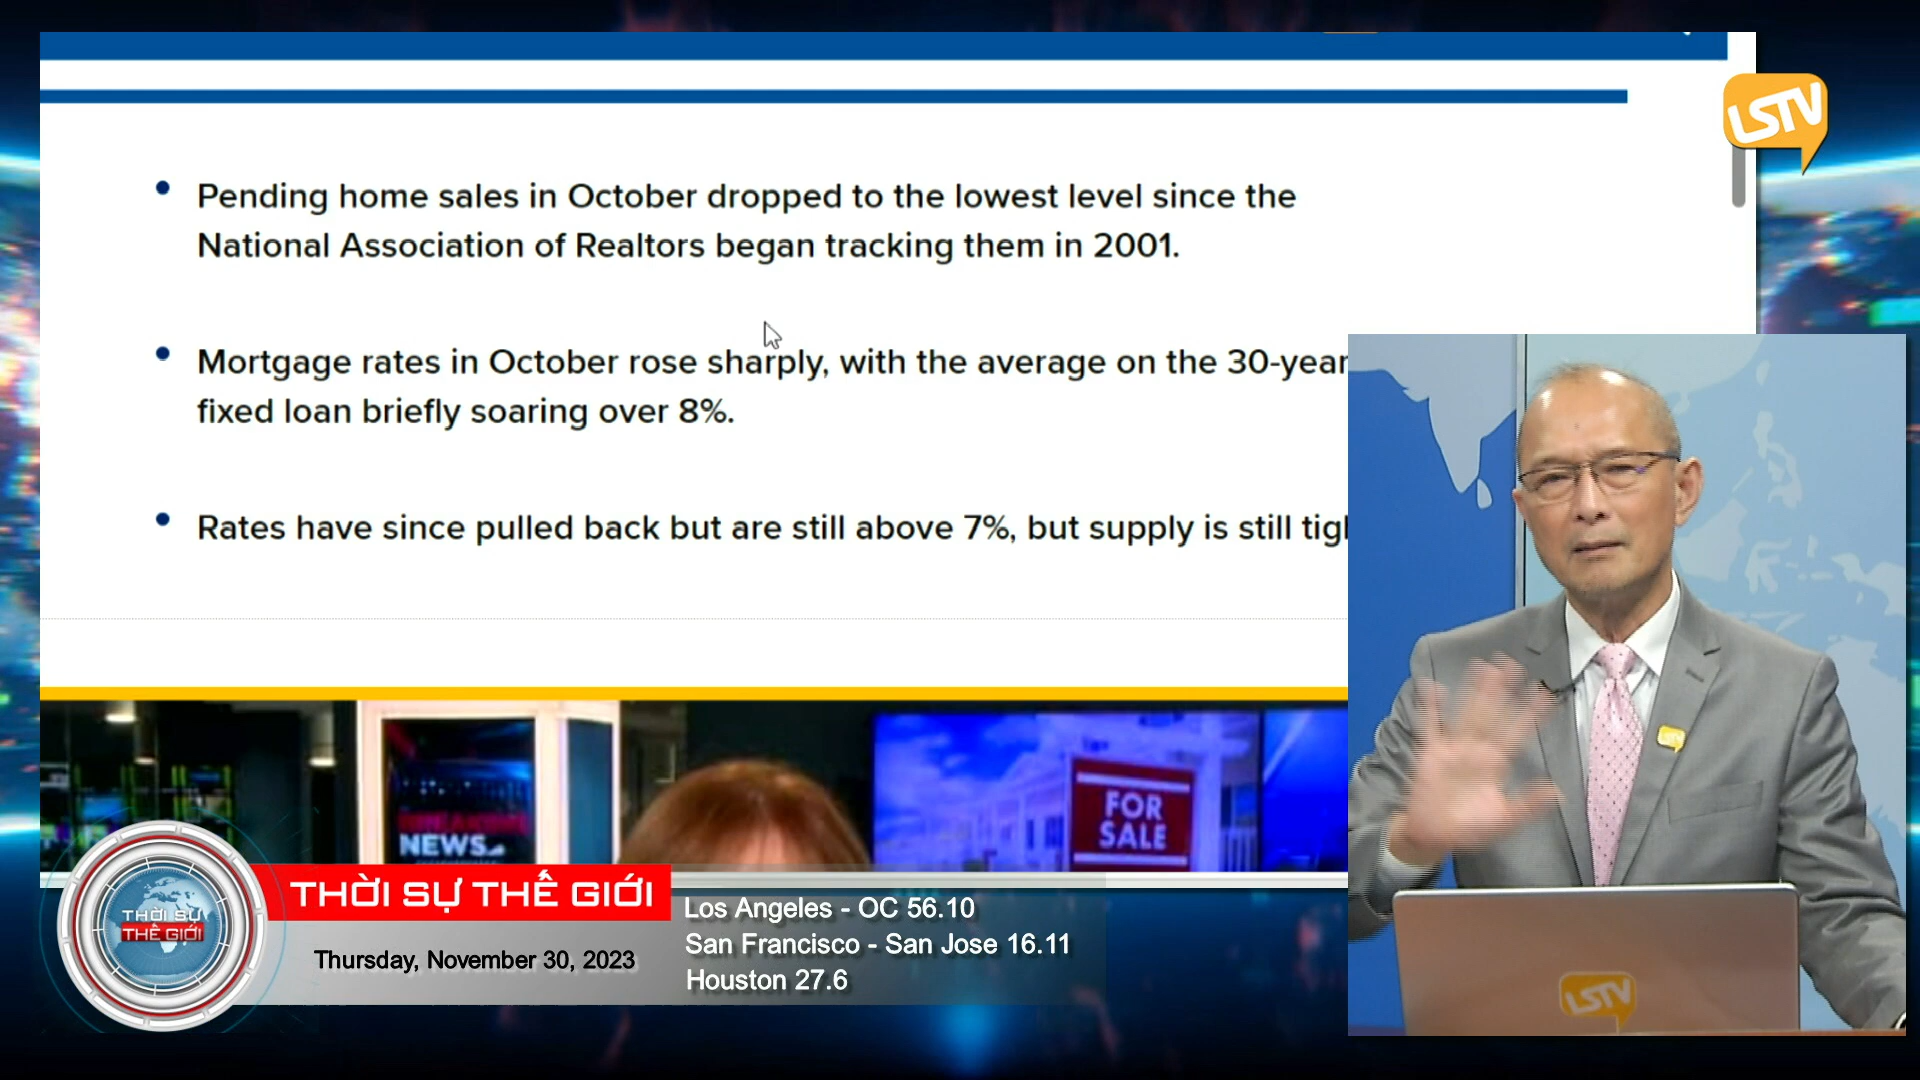 LSTV
Pending home sales in October dropped to the lowest level since the
National Association of Realtors began tracking them in 2001.
Mortgage rates in October rose sharply, with the average on the 30-year
fixed loan briefly soaring over 8%.
Rates have since pulled back but are still above 7%, but supply is still
BREAKING
NEWS
FOR
SALE
THỜI SỰ
THẾ GIỚI
THỜI SỰ THẾ GIỚI
Thursday, November 30, 2023
Los Angeles - OC 56.10
San Francisco - San Jose 16.11
Houston 27.6
LSTV
LSTV